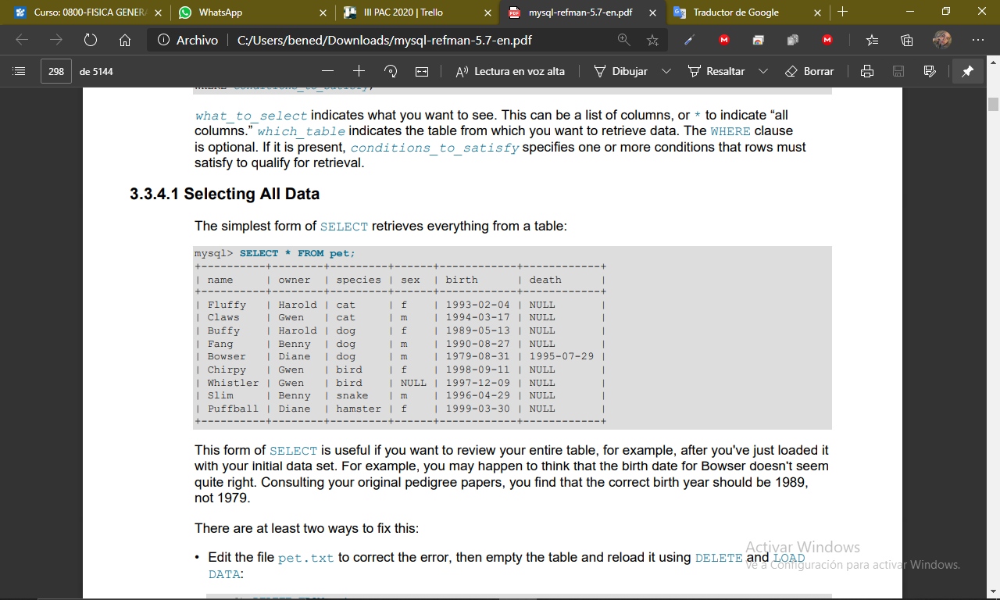 Curso: 0800-FISICA GENER
WhatsApp
III PAC 2020 | Trello
mysql-refman-5.7-en.pdf
Traductor de Google
Archivo
C:/Users/bened/Downloads/mysql-refman-5.7-en.pdf
298 de 5144
Lectura en voz alta
Dibujar
Resaltar
Borrar
what_to_select indicates what you want to see. This can be a list of columns, or * to indicate “all
columns.” which_table indicates the table from which you want to retrieve data. The WHERE clause
is optional. If it is present, conditions_to_satisfy specifies one or more conditions that rows must
satisfy to qualify for retrieval.
3.3.4.1 Selecting All Data
The simplest form of SELECT retrieves everything from a table:
mysql> SELECT * FROM pet;
+----------+--------+---------+------+------------+------------+
| name     | owner  | species | sex  | birth      | death      |
+----------+--------+---------+------+------------+------------+
| Fluffy   | Harold | cat     | f    | 1993-02-04 | NULL       |
| Claws    | Gwen   | cat     | m    | 1994-03-17 | NULL       |
| Buffy    | Harold | dog     | f    | 1989-05-13 | NULL       |
| Fang     | Benny  | dog     | m    | 1990-08-27 | NULL       |
| Bowser   | Diane  | dog     | m    | 1979-08-31 | 1995-07-29 |
| Chirpy   | Gwen   | bird    | f    | 1998-09-11 | NULL       |
| Whistler | Gwen   | bird    | NULL | 1997-12-09 | NULL       |
| Slim     | Benny  | snake   | m    | 1996-04-29 | NULL       |
| Puffball | Diane  | hamster | f    | 1999-03-30 | NULL       |
+----------+--------+---------+------+------------+------------+
This form of SELECT is useful if you want to review your entire table, for example, after you've just loaded it
with your initial data set. For example, you may happen to think that the birth date for Bowser doesn't seem
quite right. Consulting your original pedigree papers, you find that the correct birth year should be 1989,
not 1979.
There are at least two ways to fix this:
• Edit the file pet.txt to correct the error, then empty the table and reload it using DELETE and LOAD
DATA:
Activar Windows
Ve a Configuración para activar Windows.